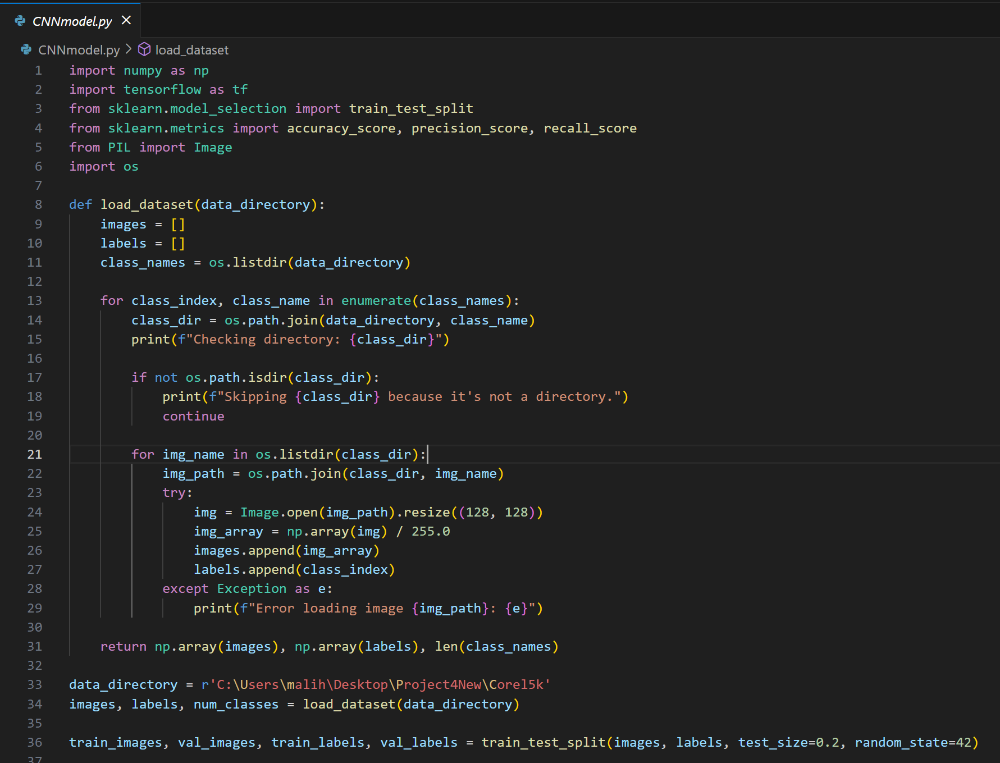 CNNmodel.py
CNNmodel.py > load_dataset
1 import numpy as np
2 import tensorflow as tf
3 from sklearn.model_selection import train_test_split
4 from sklearn.metrics import accuracy_score, precision_score, recall_score
5 from PIL import Image
6 import os
7
8 def load_dataset(data_directory):
9     images = []
10     labels = []
11     class_names = os.listdir(data_directory)
12
13     for class_index, class_name in enumerate(class_names):
14         class_dir = os.path.join(data_directory, class_name)
15         print(f"Checking directory: {class_dir}")
16
17         if not os.path.isdir(class_dir):
18             print(f"Skipping {class_dir} because it's not a directory.")
19             continue
20
21         for img_name in os.listdir(class_dir):
22             img_path = os.path.join(class_dir, img_name)
23             try:
24                 img = Image.open(img_path).resize((128, 128))
25                 img_array = np.array(img) / 255.0
26                 images.append(img_array)
27                 labels.append(class_index)
28             except Exception as e:
29                 print(f"Error loading image {img_path}: {e}")
30
31     return np.array(images), np.array(labels), len(class_names)
32
33 data_directory = r'C:\Users\malih\Desktop\Project4New\Corel5k'
34 images, labels, num_classes = load_dataset(data_directory)
35
36 train_images, val_images, train_labels, val_labels = train_test_split(images, labels, test_size=0.2, random_state=42)
37